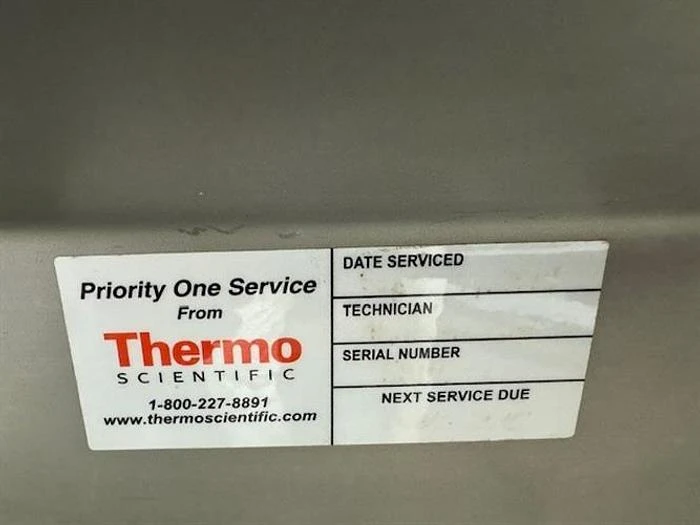 Priority One Service
From
Thermo
SCIENTIFIC
1-800-227-8891
www.thermoscientific.com
DATE SERVICED
TECHNICIAN
SERIAL NUMBER
NEXT SERVICE DUE